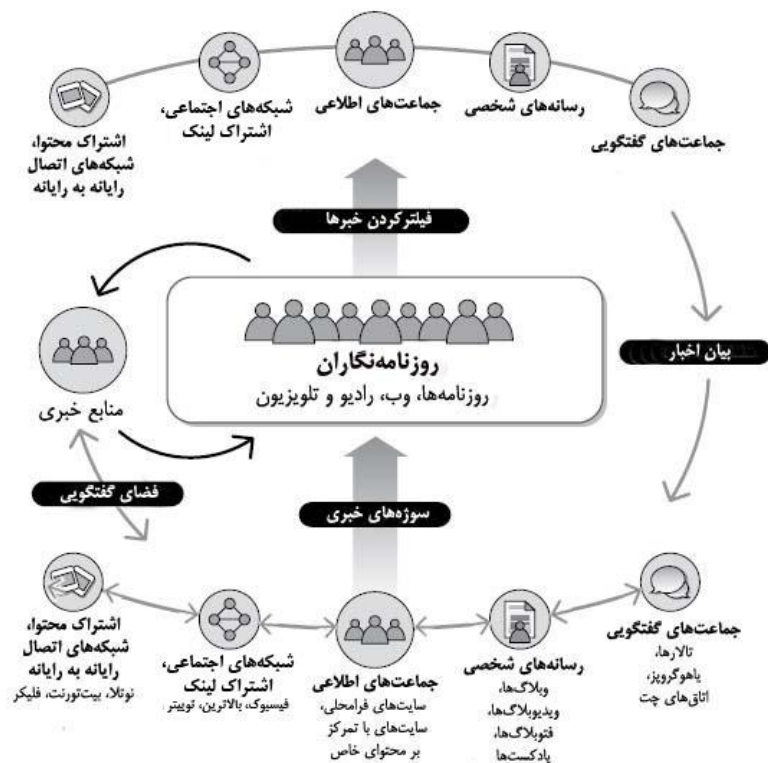 جماعت‌های اطلاعی
شبکه‌های اجتماعی،
اشتراک لینک
رسانه‌های شخصی
اشتراک محتوا،
شبکه‌های اتصال
رایانه به رایانه
جماعت‌های گفتگویی
فیلترکردن خبرها
روزنامه‌نگاران
روزنامه‌ها، وب، رادیو و تلویزیون
بیان اخبار
منابع خبری
فضای گفتگویی
سوژه‌های خبری
جماعت‌های گفتگویی
تالارها،
یاهوگروپز،
اتاق‌های چت
رسانه‌های شخصی
وبلاگ‌ها،
ویدیوبلاگ‌ها،
فتوبلاگ‌ها،
پادکست‌ها
جماعت‌های اطلاعی
سایت‌های فرامحلی،
سایت‌های با تمرکز
بر محتوای خاص
شبکه‌های اجتماعی،
اشتراک لینک
فیسبوک، بالاترین، توییتر
اشتراک محتوا،
شبکه‌های اتصال
رایانه به رایانه
نوتلا، بیت‌تورنت، فلیکر